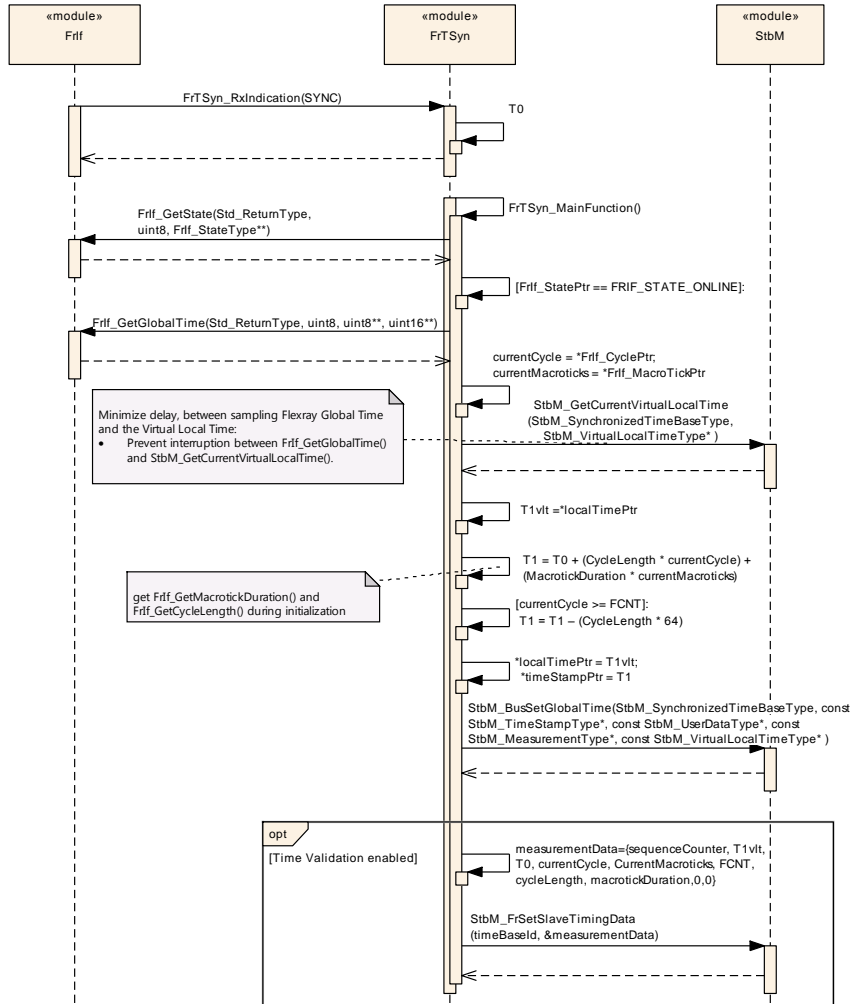 «module»
FrIf
«module»
FrTSyn
«module»
StbM
FrTSyn_RxIndication(SYNC)
T0
FrTSyn_MainFunction()
FrIf_GetState(Std_ReturnType,
uint8, FrIf_StateType**)
[FrIf_StatePtr == FRIF_STATE_ONLINE]:
FrIf_GetGlobalTime(Std_ReturnType, uint8, uint8**, uint16**)
currentCycle = *FrIf_CyclePtr;
currentMacroticks = *FrIf_MacroTickPtr
Minimize delay, between sampling Flexray Global Time
and the Virtual Local Time:
• Prevent interruption between FrIf_GetGlobalTime()
and StbM_GetCurrentVirtualLocalTime().
StbM_GetCurrentVirtualLocalTime
(StbM_SynchronizedTimeBaseType,
StbM_VirtualLocalTimeType* )
T1vlt =*localTimePtr
T1 = T0 + (CycleLength * currentCycle) +
(MacrotickDuration * currentMacroticks)
get FrIf_GetMacrotickDuration() and
FrIf_GetCycleLength() during initialization
[currentCycle >= FCNT]:
T1 = T1 – (CycleLength * 64)
*localTimePtr = T1vlt;
*timeStampPtr = T1
StbM_BusSetGlobalTime(StbM_SynchronizedTimeBaseType, const
StbM_TimeStampType*, const StbM_UserDataType*, const
StbM_MeasurementType*, const StbM_VirtualLocalTimeType* )
opt
[Time Validation enabled]
measurementData={sequenceCounter, T1vlt,
T0, currentCycle, CurrentMacroticks, FCNT,
cycleLength, macrotickDuration,0,0}
StbM_FrSetSlaveTimingData
(timeBaseId, &measurementData)